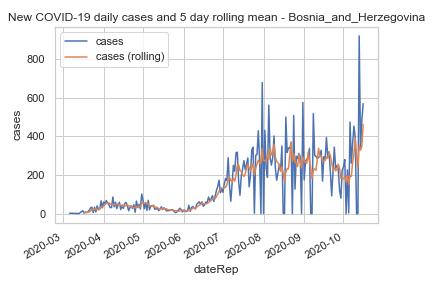 New COVID-19 daily cases and 5 day rolling mean - Bosnia_and_Herzegovina
cases
cases (rolling)
800
600
400
200
0
cases
2020-03
2020-04
2020-05
2020-06
2020-07
2020-08
2020-09
2020-10
dateRep